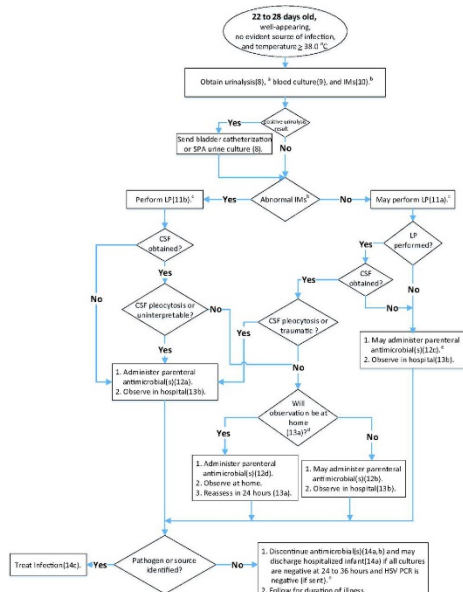 22 to 28 days old,
well-appearing,
no evident source of infection,
and temperature ≥ 38.0 °C
Obtain urinalysis(8), ᵃ blood culture(9), and IMs(10).ᵇ
Positive urinalysis
result
Yes
No
Send bladder catheterization
or SPA urine culture (8).
Abnormal IMs
Yes
No
Perform LP(11b).ᶜ
May perform LP(11a).ᶜ
CSF
obtained?
Yes
No
LP
performed?
Yes
No
CSF
obtained?
Yes
No
CSF pleocytosis or
uninterpretable?
Yes
No
CSF pleocytosis or
traumatic ?
Yes
No
1. May administer parenteral
antimicrobial(s)(12c).ᵉ
2. Observe in hospital(13b).
1. Administer parenteral
antimicrobial(s)(12a).
2. Observe in hospital(13b).
Will
observation be at
home
(13a)?ᵈ
Yes
No
1. Administer parenteral
antimicrobial(s)(12d).
2. Observe at home.
3. Reassess in 24 hours (13a).
1. May administer parenteral
antimicrobial(s)(12b).
2. Observe in hospital(13b).
Pathogen or source
identified?
Yes
No
Treat Infection(14c).
1. Discontinue antimicrobial(s)(14a,b) and may
discharge hospitalized infant(14a) if all cultures
are negative at 24 to 36 hours and HSV PCR is
negative (if sent).
2. Follow for duration of illness.